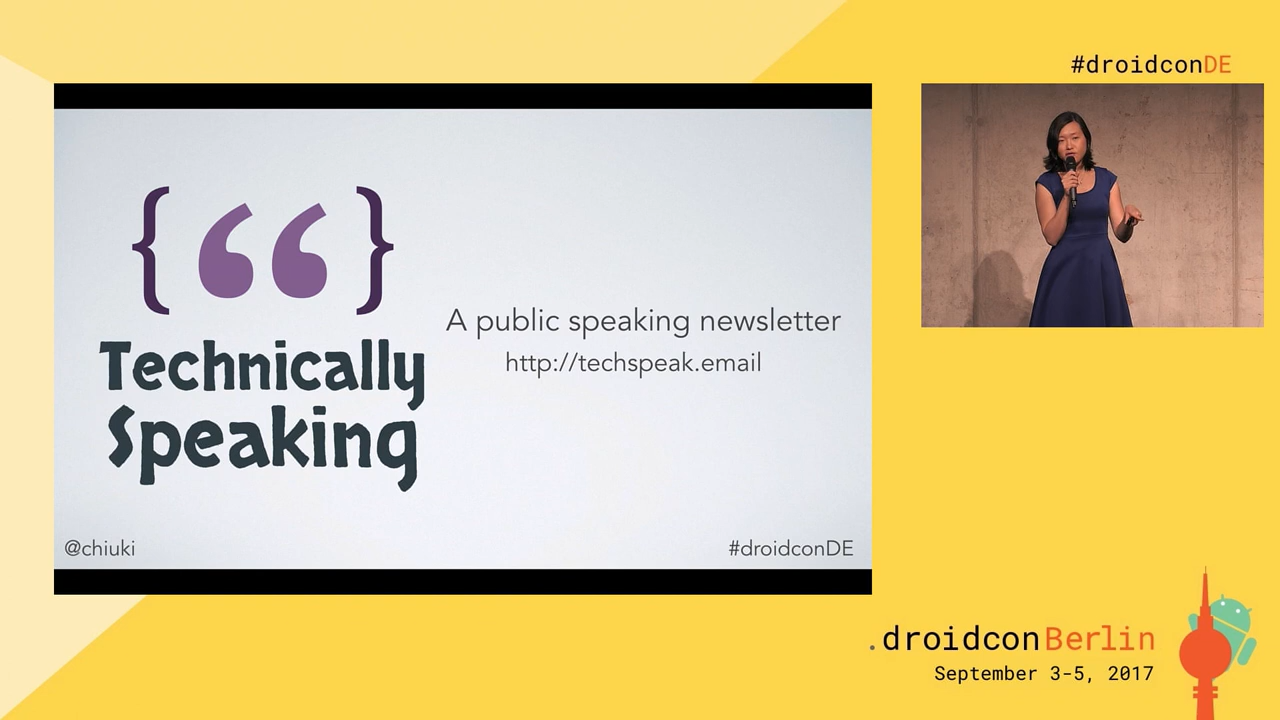 #droidconDE
{“}
Technically
Speaking
A public speaking newsletter
http://techspeak.email
@chiuki
#droidconDE
.droidconBerlin
September 3-5, 2017